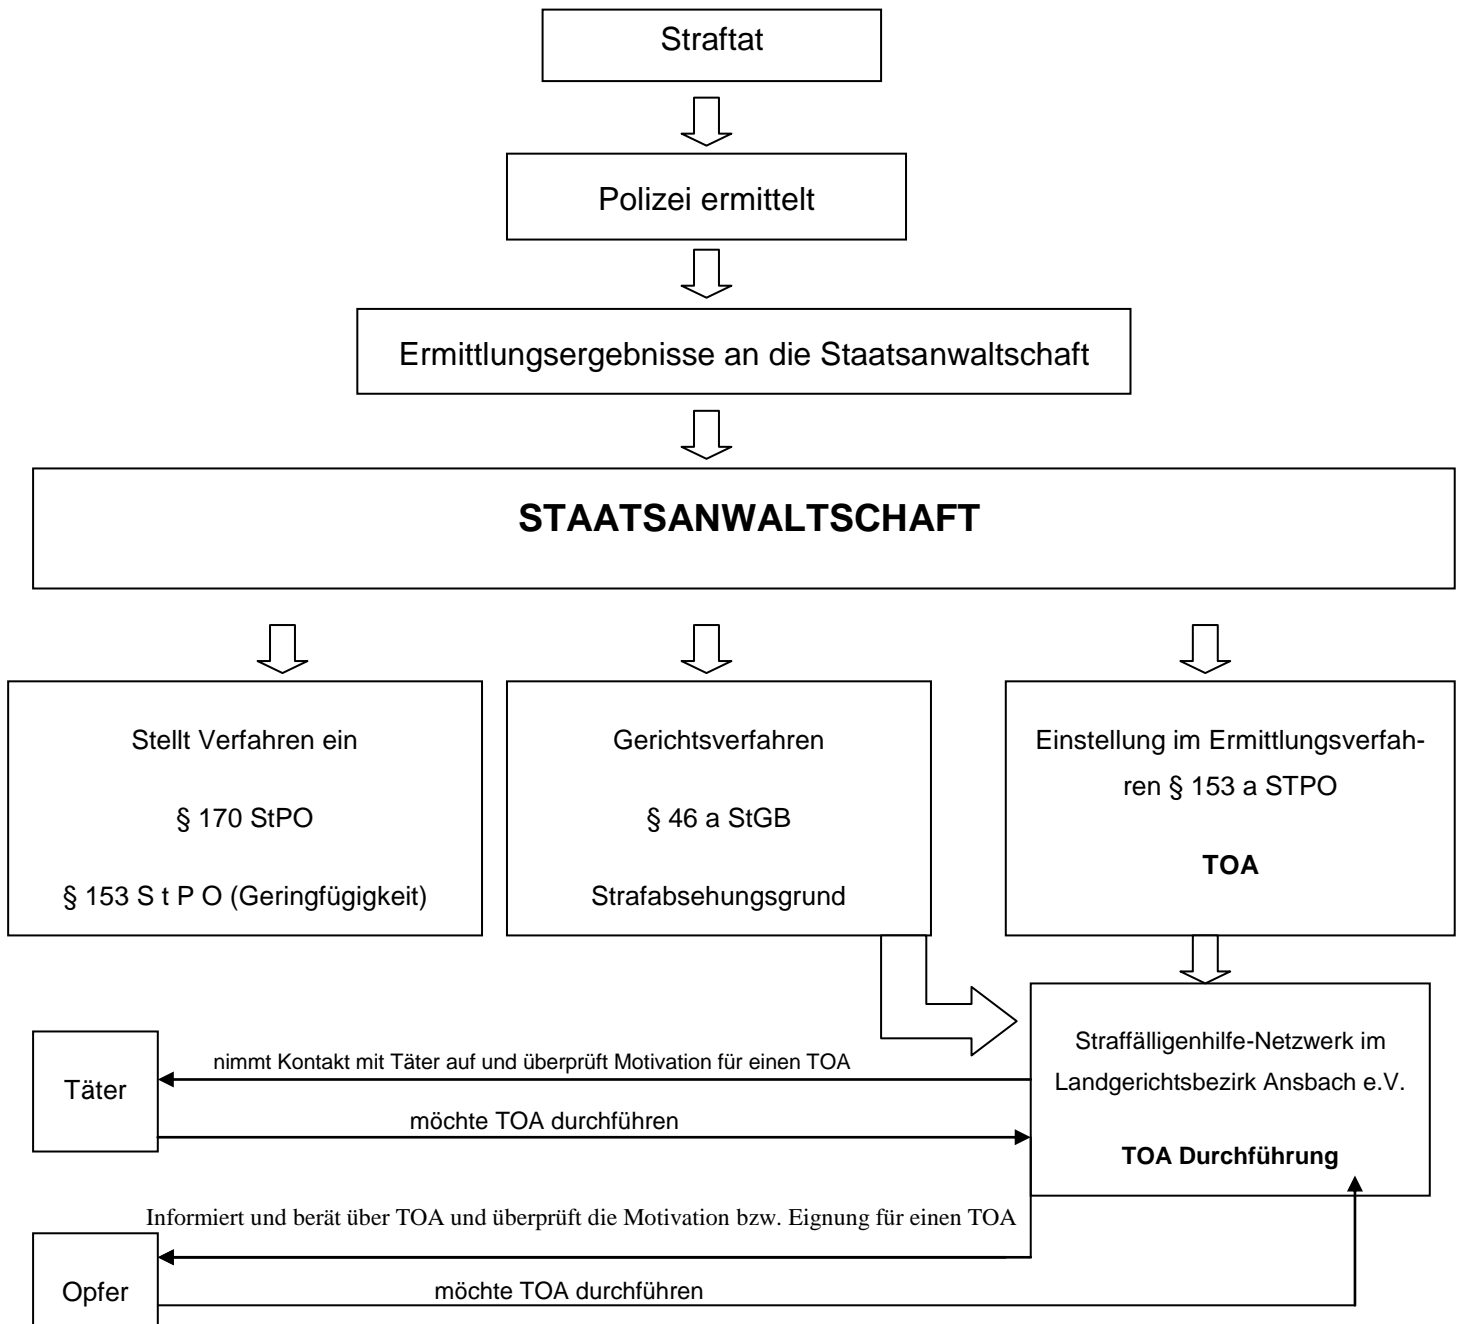 Straftat
Polizei ermittelt
Ermittlungsergebnisse an die Staatsanwaltschaft
STAATSANWALTSCHAFT
Stellt Verfahren ein
§ 170 StPO
§ 153 S t P O (Geringfügigkeit)
Gerichtsverfahren
§ 46 a StGB
Strafabsehungsgrund
Einstellung im Ermittlungsverfah-
ren § 153 a STPO
TOA
Straffälligenhilfe-Netzwerk im
Landgerichtsbezirk Ansbach e.V.
TOA Durchführung
nimmt Kontakt mit Täter auf und überprüft Motivation für einen TOA
Täter
möchte TOA durchführen
Informiert und berät über TOA und überprüft die Motivation bzw. Eignung für einen TOA
Opfer
möchte TOA durchführen